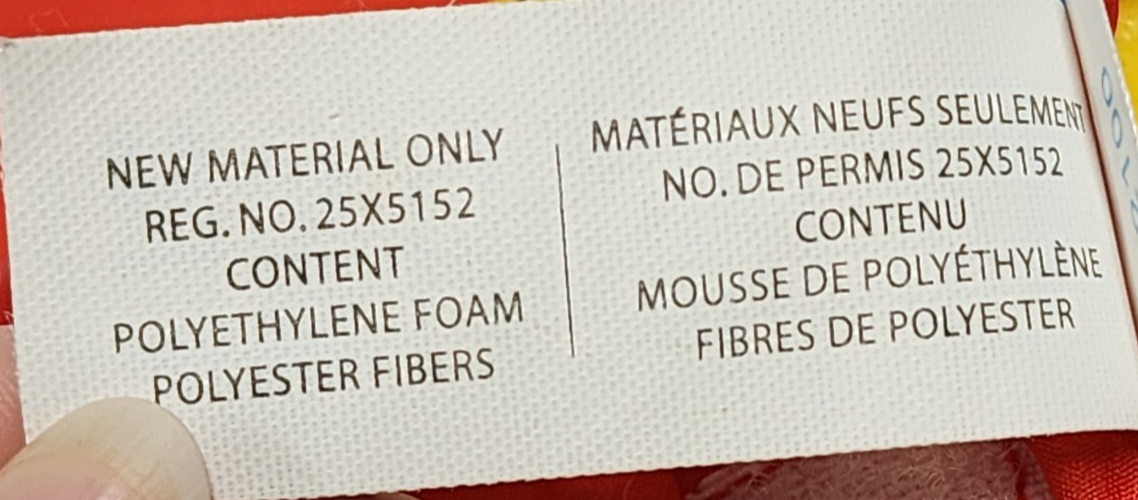 NEW MATERIAL ONLY
REG. NO. 25X5152
CONTENT
POLYETHYLENE FOAM
POLYESTER FIBERS
MATÉRIAUX NEUFS SEULEMENT
NO. DE PERMIS 25X5152
CONTENU
MOUSSE DE POLYÉTHYLÈNE
FIBRES DE POLYESTER